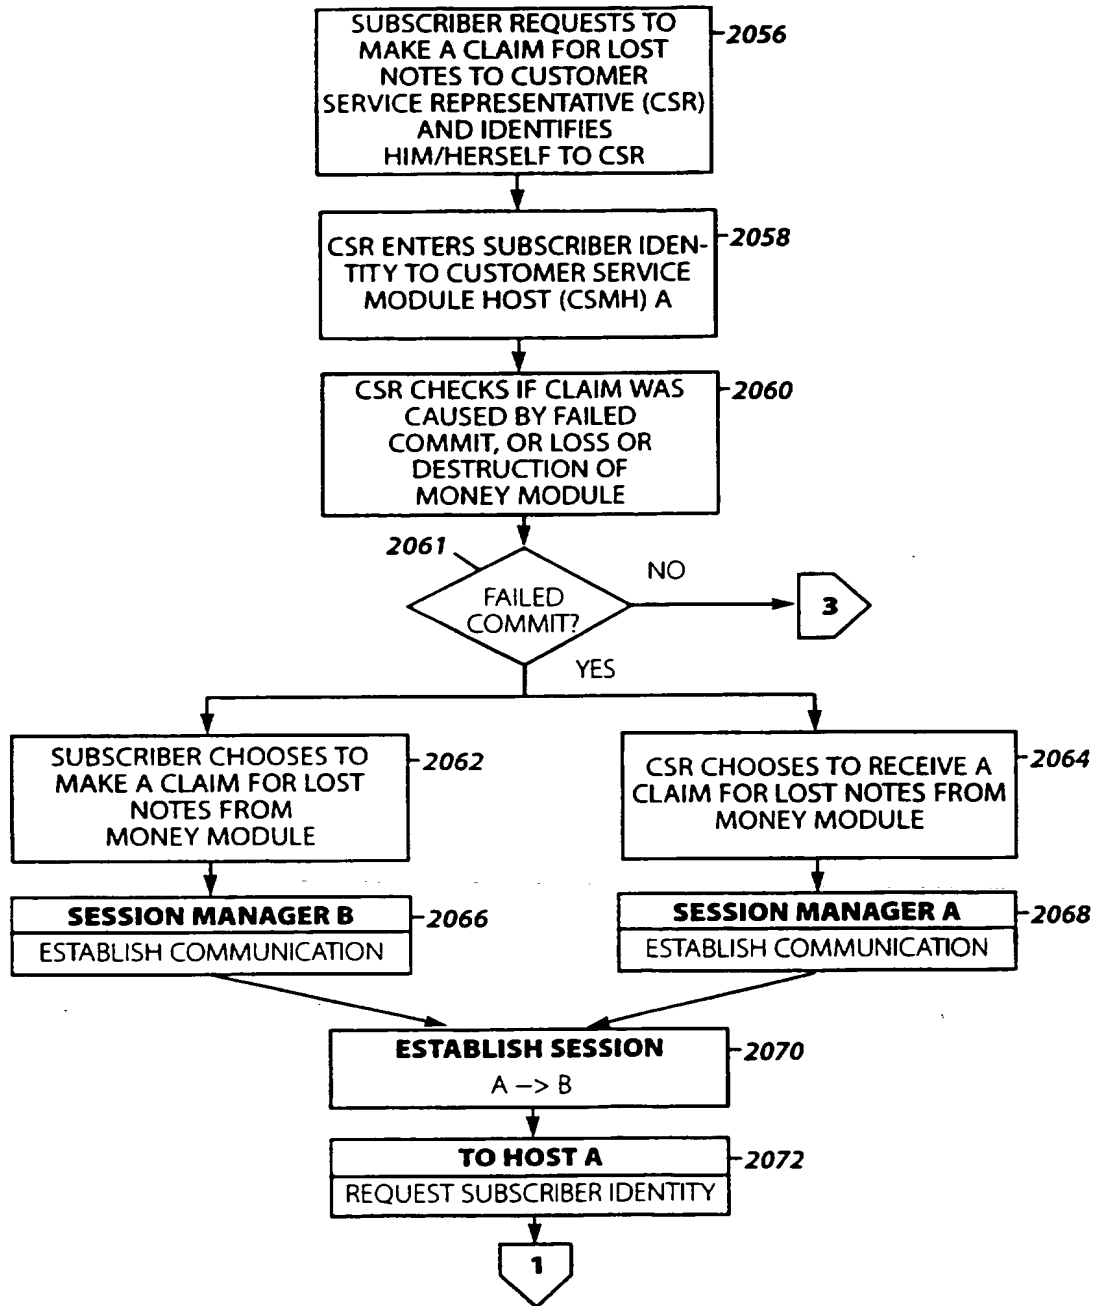 SUBSCRIBER REQUESTS TO
MAKE A CLAIM FOR LOST
NOTES TO CUSTOMER
SERVICE REPRESENTATIVE (CSR)
AND IDENTIFIES
HIM/HERSELF TO CSR
2056
CSR ENTERS SUBSCRIBER IDEN-
TITY TO CUSTOMER SERVICE
MODULE HOST (CSMH) A
2058
CSR CHECKS IF CLAIM WAS
CAUSED BY FAILED
COMMIT, OR LOSS OR
DESTRUCTION OF
MONEY MODULE
2060
2061
FAILED
COMMIT?
NO
3
YES
SUBSCRIBER CHOOSES TO
MAKE A CLAIM FOR LOST
NOTES FROM
MONEY MODULE
2062
CSR CHOOSES TO RECEIVE A
CLAIM FOR LOST NOTES FROM
MONEY MODULE
2064
SESSION MANAGER B
ESTABLISH COMMUNICATION
2066
SESSION MANAGER A
ESTABLISH COMMUNICATION
2068
ESTABLISH SESSION
A –> B
2070
TO HOST A
REQUEST SUBSCRIBER IDENTITY
2072
1